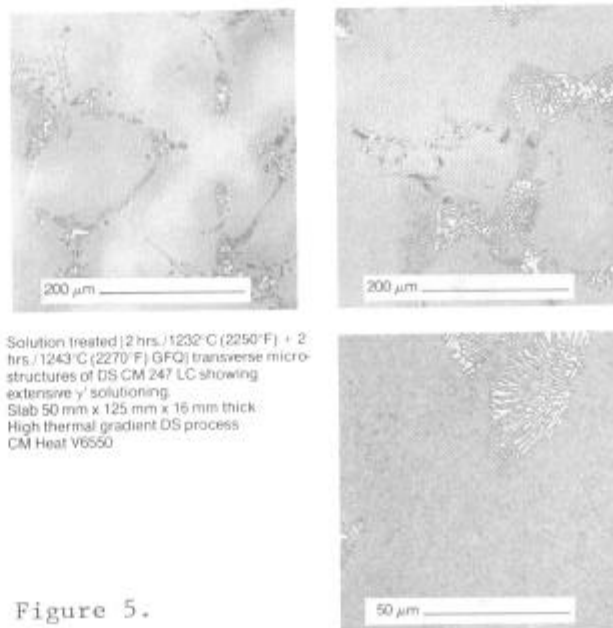 200 μm
200 μm
Solution treated [2 hrs./1232°C (2250°F) + 2
hrs./1243°C (2270°F) GFQ] transverse micro-
structures of DS CM 247 LC showing
extensive γ' solutioning.
Slab 50 mm x 125 mm x 16 mm thick
High thermal gradient DS process
CM Heat V6550
50 μm
Figure 5.